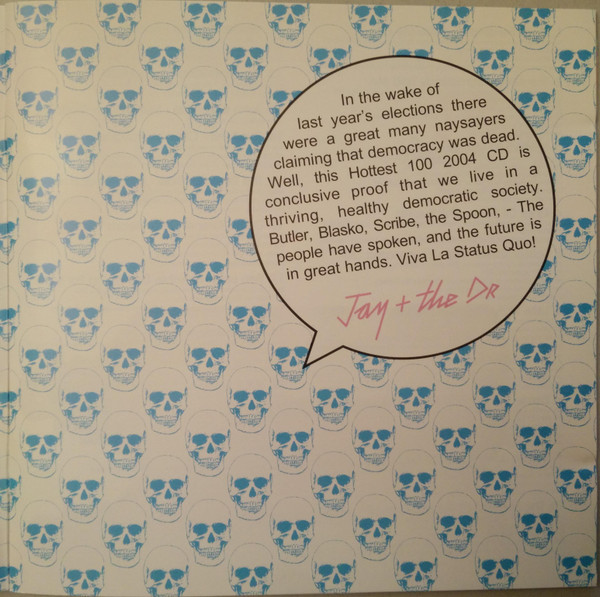 In the wake of
last year's elections there
were a great many naysayers
claiming that democracy was dead.
Well, this Hottest 100 2004 CD is
conclusive proof that we live in a
thriving, healthy democratic society.
Butler, Blasko, Scribe, the Spoon, - The
people have spoken, and the future is
in great hands. Viva La Status Quo!
Jay + the DR